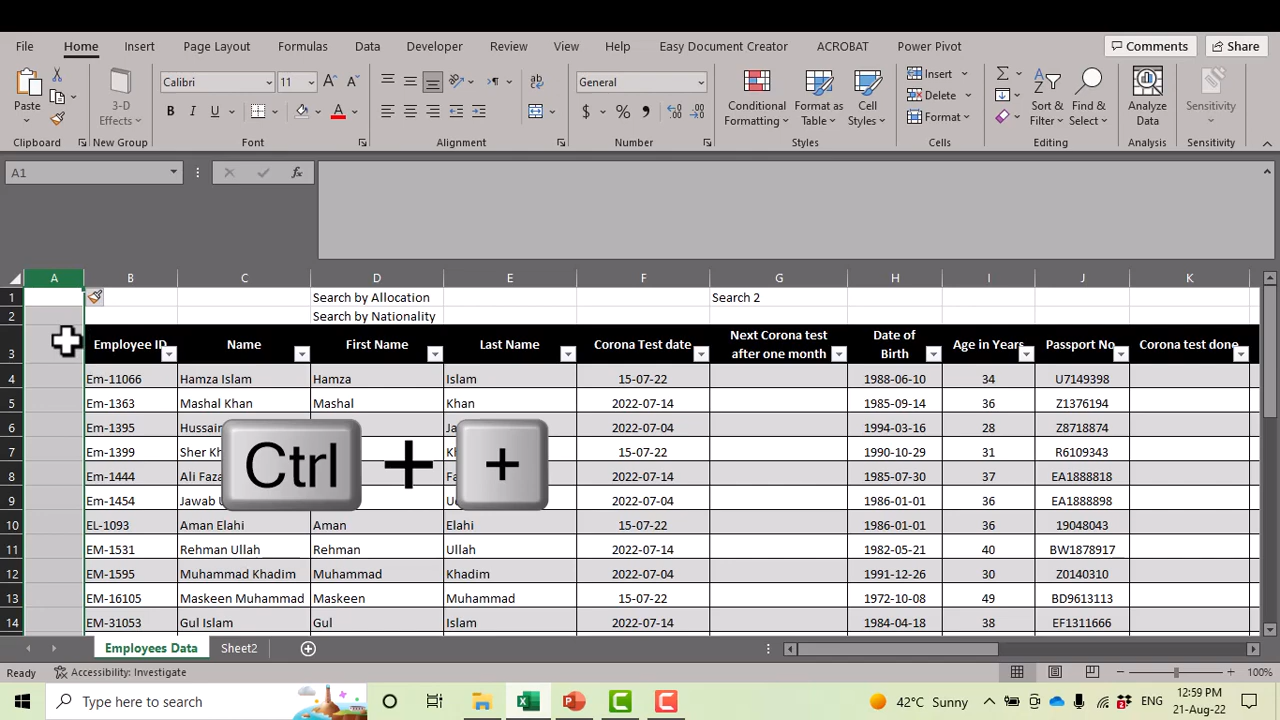 File Home Insert Page Layout Formulas Data Developer Review View Help Easy Document Creator ACROBAT Power Pivot Comments Share
Calibri 11 General Insert
Paste 3-D Effects B I U A $ % , Conditional Formatting Format as Table Cell Styles Delete Sort & Filter Find & Select Analyze Data Sensitivity
Format
Clipboard New Group Font Alignment Number Styles Cells Editing Analysis Sensitivity
A1 fx
A B C D E F G H I J K
1 Search by Allocation Search 2
2 Search by Nationality
3 Employee ID Name First Name Last Name Corona Test date Next Corona test after one month Date of Birth Age in Years Passport No Corona test done
4 Em-11066 Hamza Islam Hamza Islam 15-07-22 1988-06-10 34 U7149398
5 Em-1363 Mashal Khan Mashal Khan 2022-07-14 1985-09-14 36 Z1376194
6 Em-1395 2022-07-04 1994-03-16 28 Z8718874
7 Em-1399 15-07-22 1990-10-29 31 R6109343
8 Em-1444 2022-07-04 1985-07-30 37 EA1888818
9 Em-1454 2022-07-04 1986-01-01 36 EA1888898
Ctrl + +
10 EL-1093 Aman Elahi Aman Elahi 15-07-22 1986-01-01 36 19048043
11 EM-1531 Rehman Ullah Rehman Ullah 2022-07-04 1982-05-21 40 BW1878917
12 EM-1595 Muhammad Khadim Muhammad Khadim 2022-07-04 1991-12-26 30 Z0140310
13 EM-16105 Maskeen Muhammad Maskeen Muhammad 15-07-22 1972-10-08 49 BD9613113
14 EM-31053 Gul Islam Gul Islam 2022-07-14 1984-04-18 38 EF1311666
Employees Data Sheet2
Ready Accessibility: Investigate 100%
Type here to search 42°C Sunny ENG 12:59 PM
21-Aug-22